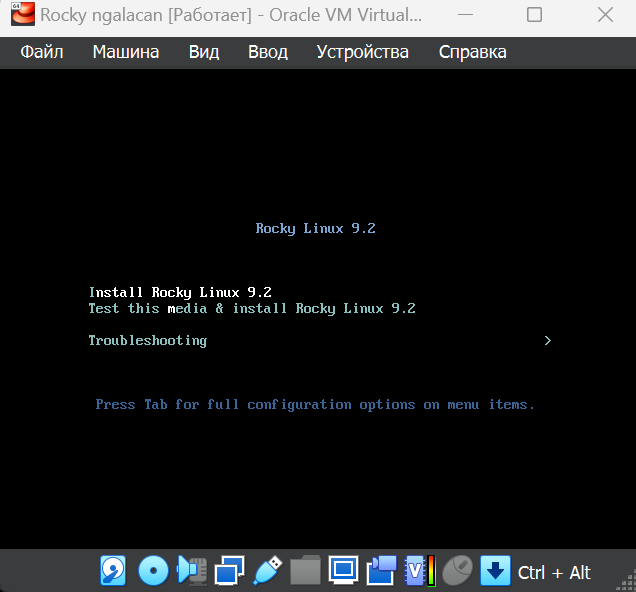 64
Rocky ngalacan [Работает] - Oracle VM Virtual...
Файл Машина Вид Ввод Устройства Справка
Rocky Linux 9.2
Install Rocky Linux 9.2
Test this media & install Rocky Linux 9.2
Troubleshooting >
Press Tab for full configuration options on menu items.
V
Ctrl + Alt